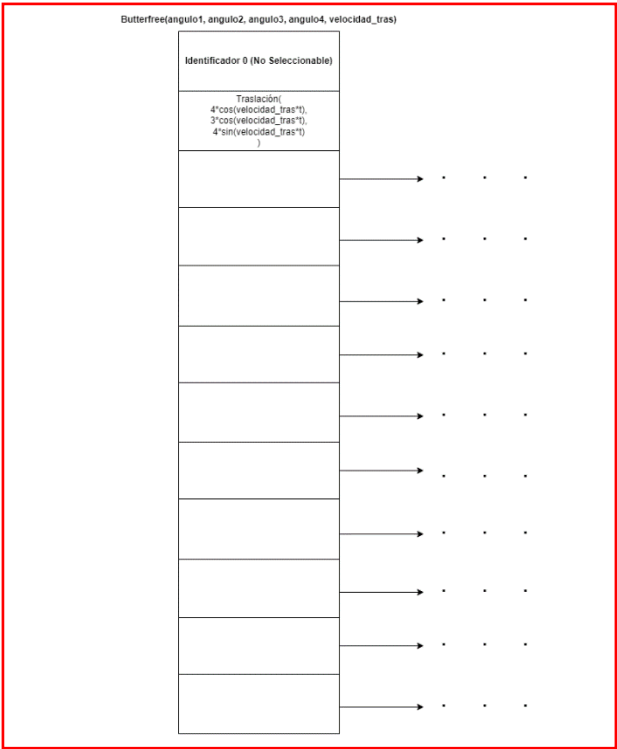 Butterfree(angulo1, angulo2, angulo3, angulo4, velocidad_tras)
Identificador 0 (No Seleccionable)
Traslación(
4*cos(velocidad_tras*t),
3*cos(velocidad_tras*t),
4*sin(velocidad_tras*t)
)